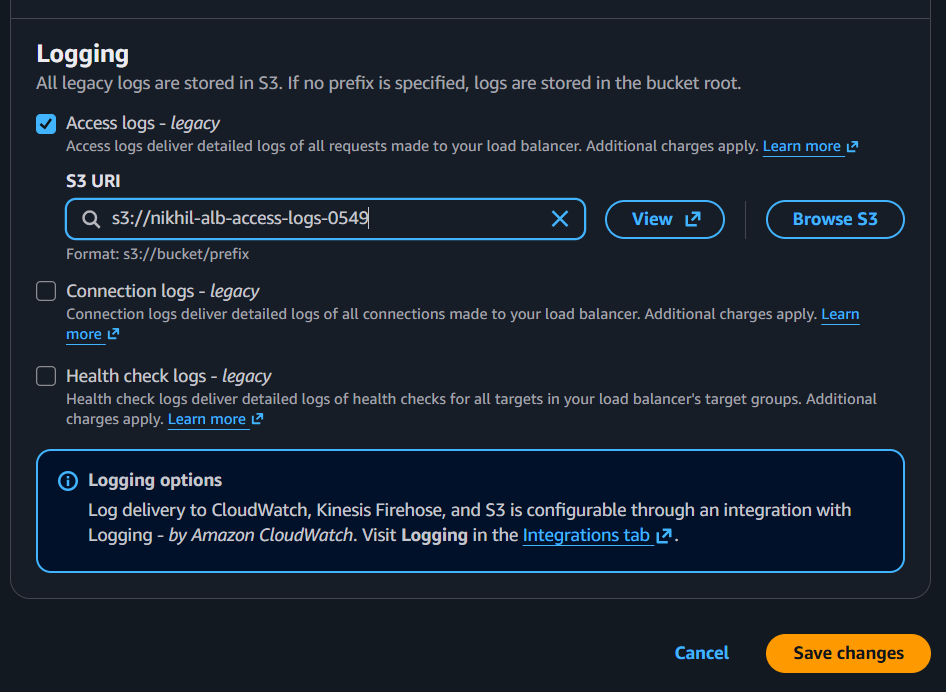 Logging
All legacy logs are stored in S3. If no prefix is specified, logs are stored in the bucket root.
Access logs - legacy
Access logs deliver detailed logs of all requests made to your load balancer. Additional charges apply. Learn more
S3 URI
s3://nikhil-alb-access-logs-0549
View
Browse S3
Format: s3://bucket/prefix
Connection logs - legacy
Connection logs deliver detailed logs of all connections made to your load balancer. Additional charges apply. Learn
more
Health check logs - legacy
Health check logs deliver detailed logs of health checks for all targets in your load balancer's target groups. Additional
charges apply. Learn more
Logging options
Log delivery to CloudWatch, Kinesis Firehose, and S3 is configurable through an integration with
Logging - by Amazon CloudWatch. Visit Logging in the Integrations tab .
Cancel
Save changes